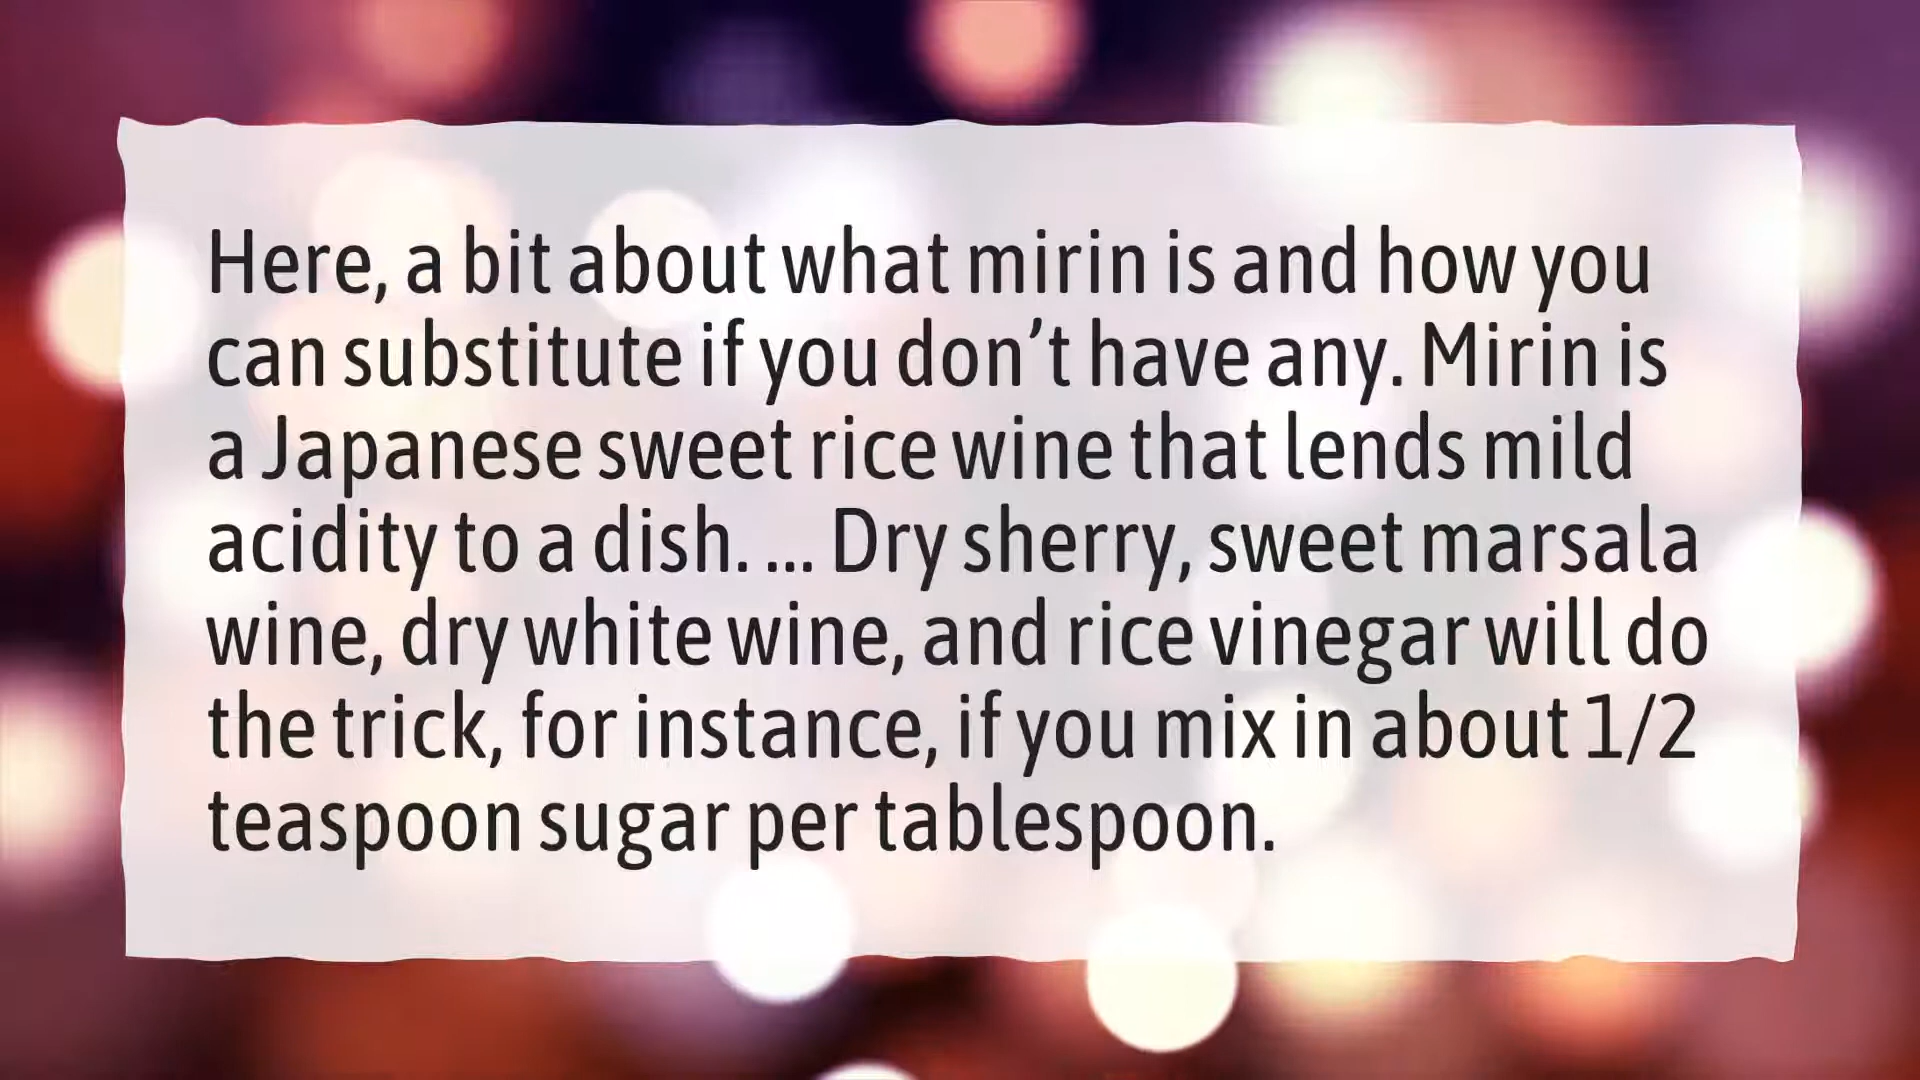 Here, a bit about what mirin is and how you
can substitute if you don’t have any. Mirin is
a Japanese sweet rice wine that lends mild
acidity to a dish. ... Dry sherry, sweet marsala
wine, dry white wine, and rice vinegar will do
the trick, for instance, if you mix in about 1/2
teaspoon sugar per tablespoon.